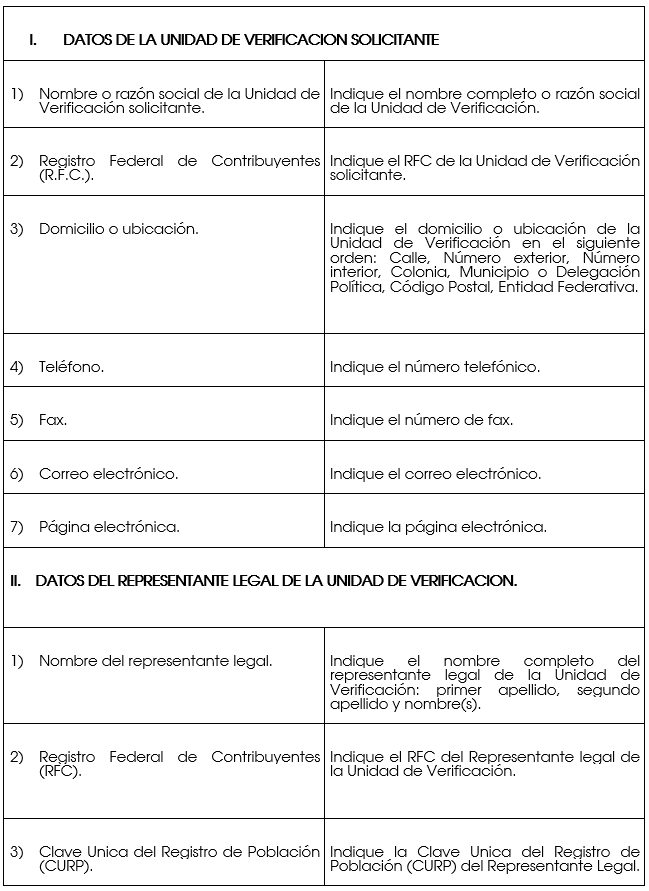 I. DATOS DE LA UNIDAD DE VERIFICACION SOLICITANTE
1) Nombre o razón social de la Unidad de
Verificación solicitante.
Indique el nombre completo o razón social
de la Unidad de Verificación.
2) Registro Federal de Contribuyentes
(R.F.C.).
Indique el RFC de la Unidad de Verificación
solicitante.
3) Domicilio o ubicación.
Indique el domicilio o ubicación de la
Unidad de Verificación en el siguiente
orden: Calle, Número exterior, Número
interior, Colonia, Municipio o Delegación
Política, Código Postal, Entidad Federativa.
4) Teléfono.
Indique el número telefónico.
5) Fax.
Indique el número de fax.
6) Correo electrónico.
Indique el correo electrónico.
7) Página electrónica.
Indique la página electrónica.
II. DATOS DEL REPRESENTANTE LEGAL DE LA UNIDAD DE VERIFICACION.
1) Nombre del representante legal.
Indique el nombre completo del
representante legal de la Unidad de
Verificación: primer apellido, segundo
apellido y nombre(s).
2) Registro Federal de Contribuyentes
(RFC).
Indique el RFC del Representante legal de
la Unidad de Verificación.
3) Clave Unica del Registro de Población
(CURP).
Indique la Clave Unica del Registro de
Población (CURP) del Representante Legal.